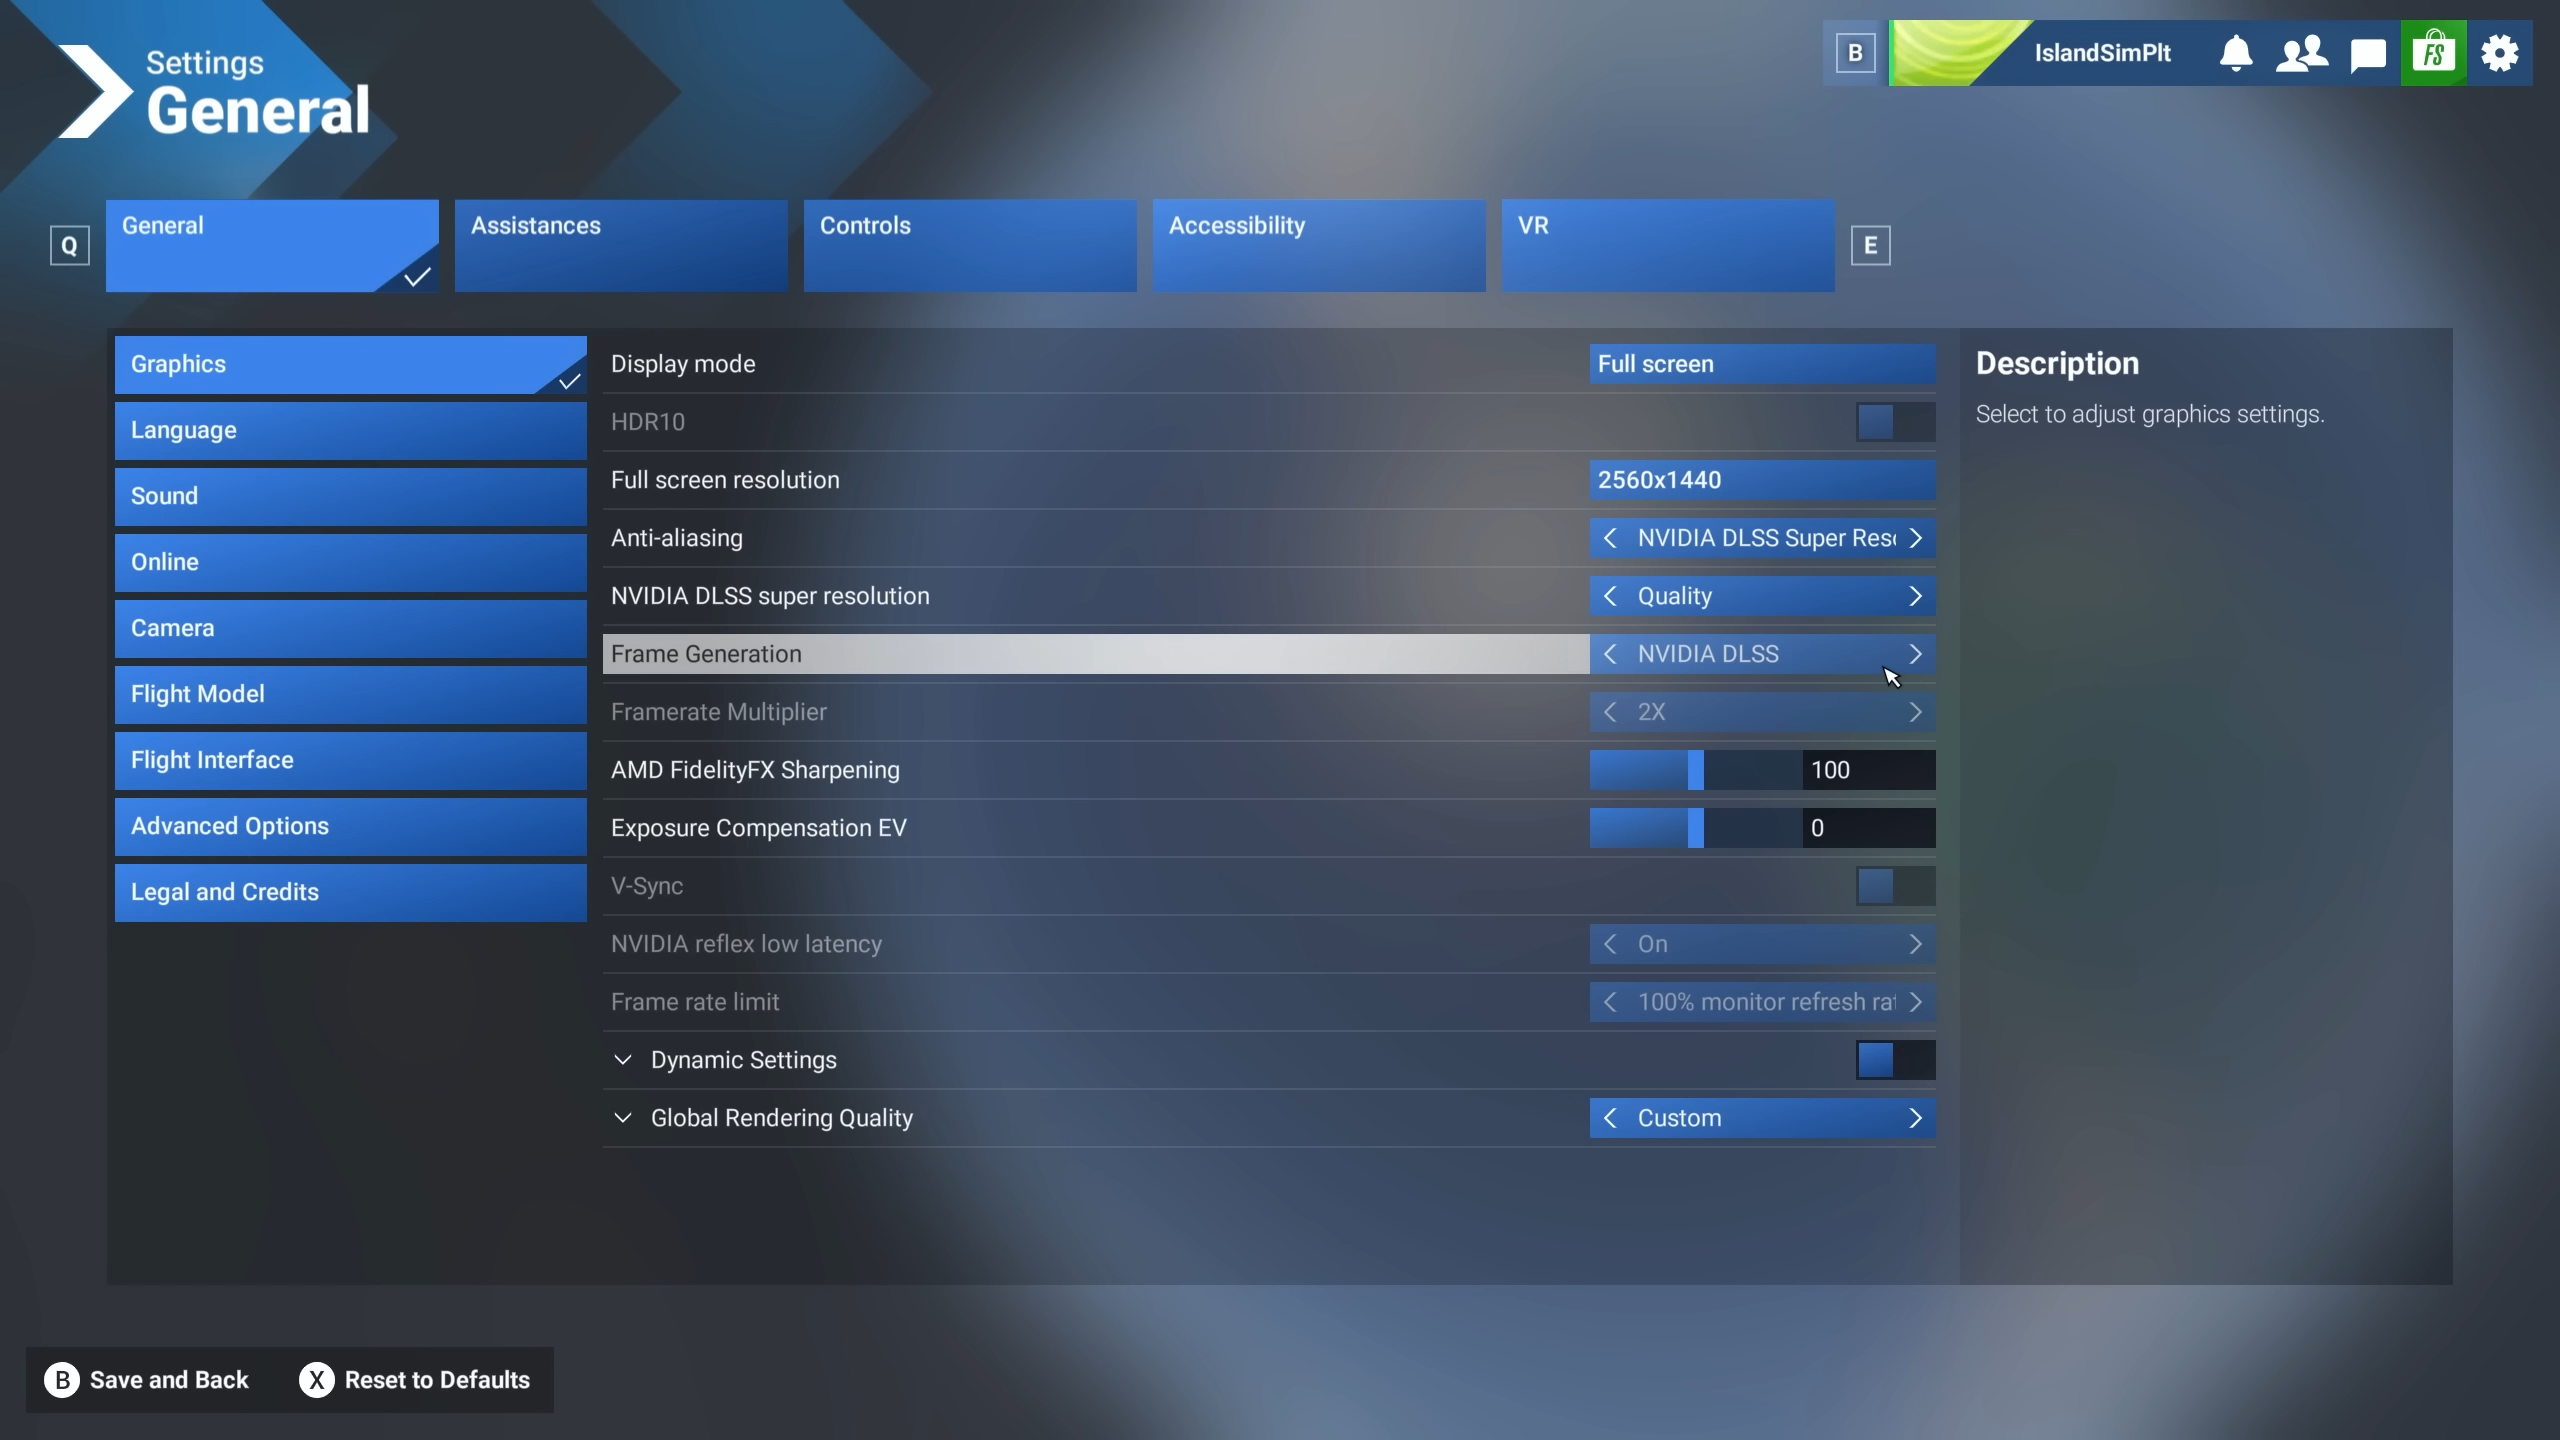 Settings
General
B
IslandSimPlt
FS
Q
General
Assistances
Controls
Accessibility
VR
E
Graphics
Language
Sound
Online
Camera
Flight Model
Flight Interface
Advanced Options
Legal and Credits
Display mode
Full screen
HDR10
Full screen resolution
2560x1440
Anti-aliasing
NVIDIA DLSS Super Reso
NVIDIA DLSS super resolution
Quality
Frame Generation
NVIDIA DLSS
Framerate Multiplier
2X
AMD FidelityFX Sharpening
100
Exposure Compensation EV
0
V-Sync
NVIDIA reflex low latency
On
Frame rate limit
100% monitor refresh rat
Dynamic Settings
Global Rendering Quality
Custom
Description
Select to adjust graphics settings.
B Save and Back
X Reset to Defaults